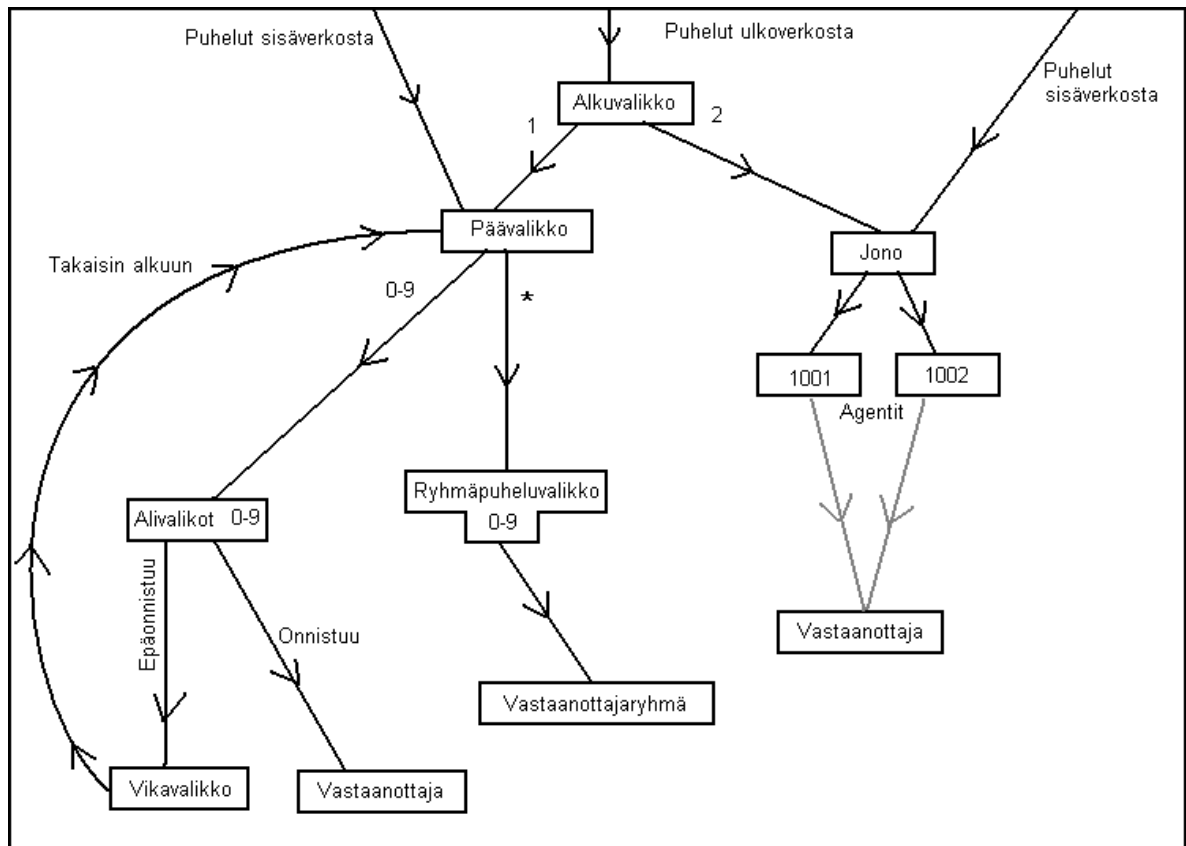 Puhelut sisäverkosta
Puhelut ulkoverkosta
Puhelut
sisäverkosta
Alkuvalikko
1
2
Päävalikko
Jono
Takaisin alkuun
0-9
*
1001
1002
Agentit
Ryhmäpuheluvalikko
0-9
Alivalikot 0-9
Epäonnistuu
Onnistuu
Vastaanottaja
Vastaanottajaryhmä
Vikavalikko
Vastaanottaja